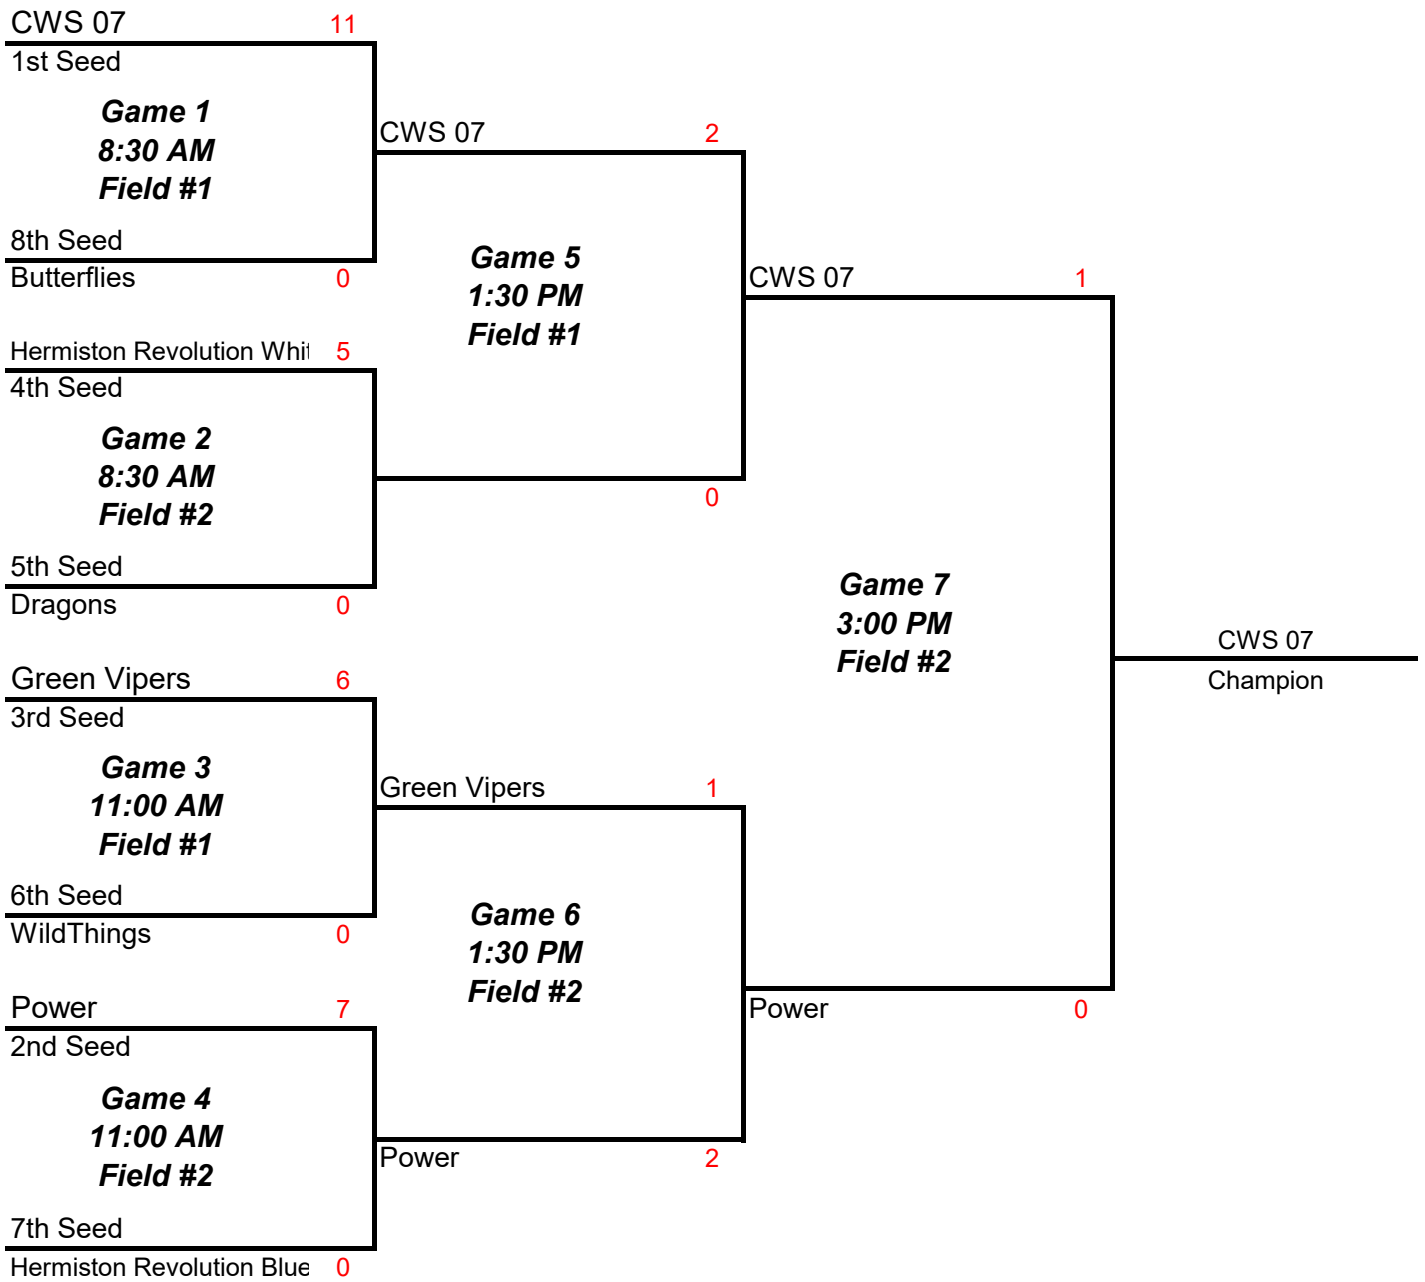 CWS 07 11
1st Seed
Game 1
8:30 AM
Field #1
8th Seed
Butterflies 0
Hermiston Revolution Whit 5
4th Seed
Game 2
8:30 AM
Field #2
5th Seed
Dragons 0
Green Vipers 6
3rd Seed
Game 3
11:00 AM
Field #1
6th Seed
WildThings 0
Power 7
2nd Seed
Game 4
11:00 AM
Field #2
7th Seed
Hermiston Revolution Blue 0
CWS 07 2
Game 5
1:30 PM
Field #1
0
Green Vipers 1
Game 6
1:30 PM
Field #2
Power 2
CWS 07 1
Game 7
3:00 PM
Field #2
Power 0
CWS 07
Champion